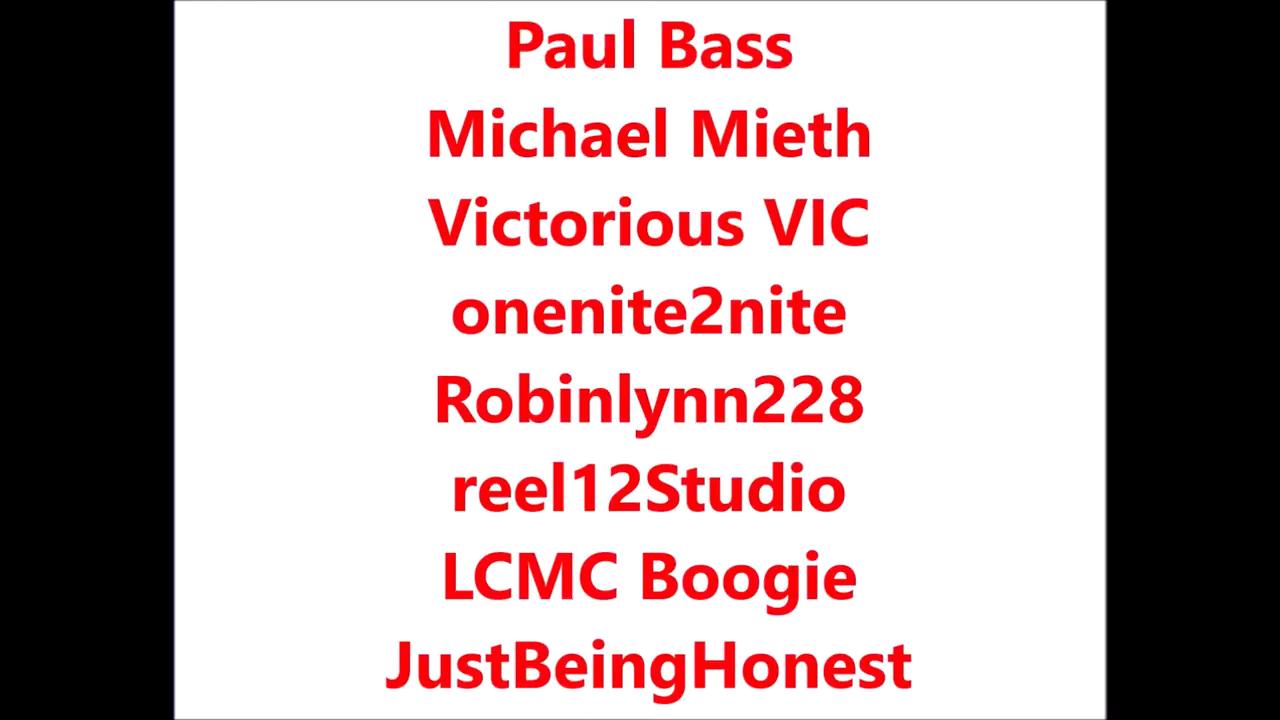 Paul Bass
Michael Mieth
Victorious VIC
onenite2nite
Robinlynn228
reel12Studio
LCMC Boogie
JustBeingHonest